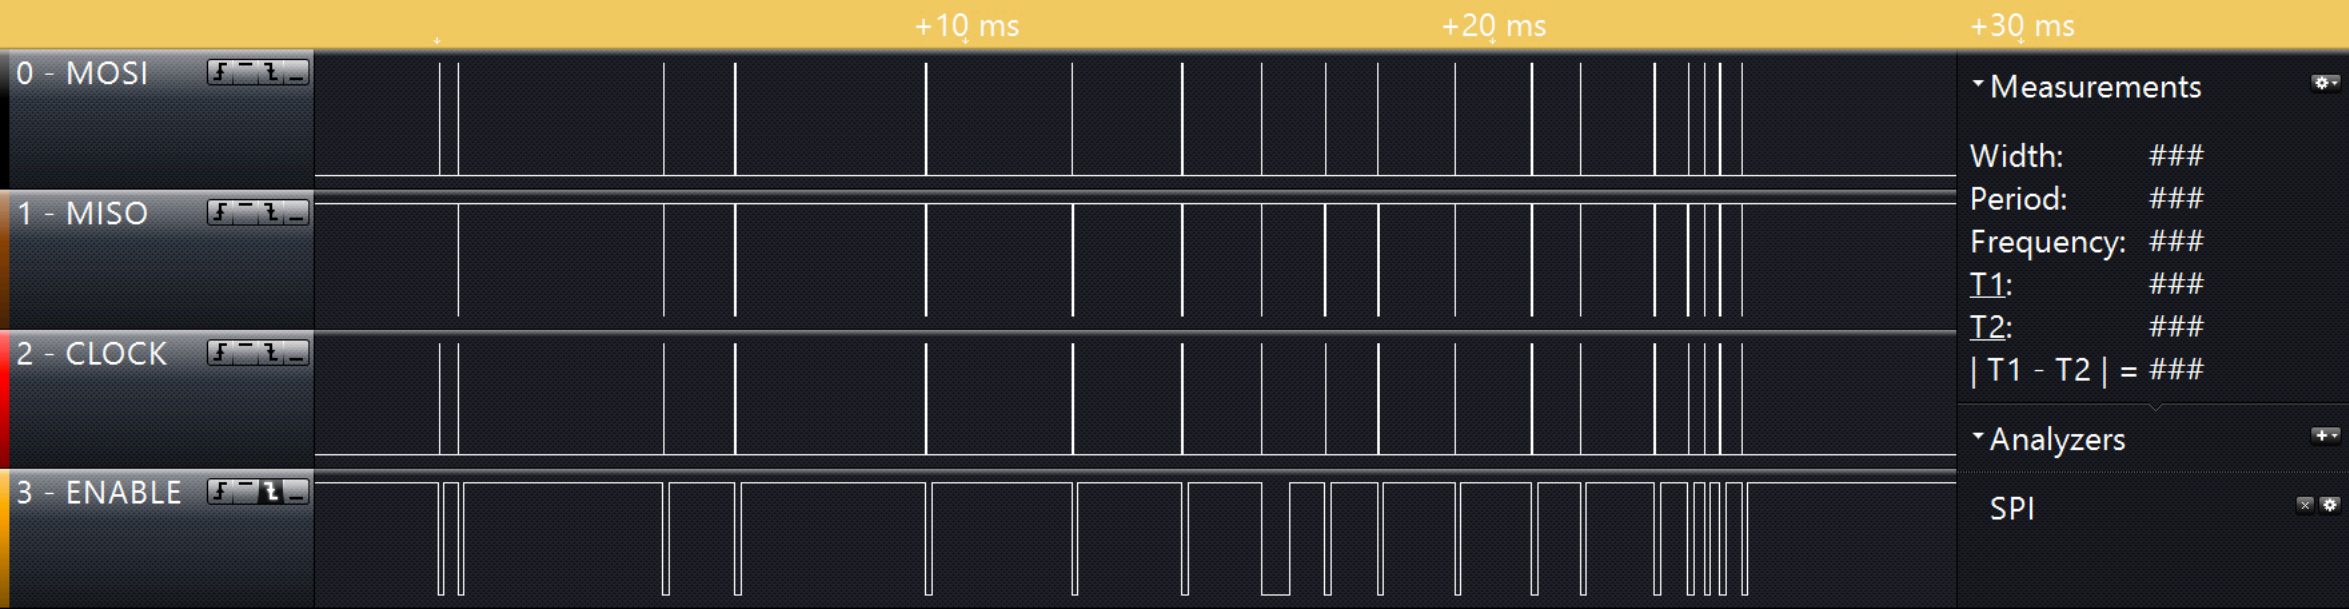 +10 ms +20 ms +30 ms
0 - MOSI
1 - MISO
2 - CLOCK
3 - ENABLE
Measurements
Width: ###
Period: ###
Frequency: ###
T1: ###
T2: ###
| T1 - T2 | = ###
Analyzers
SPI